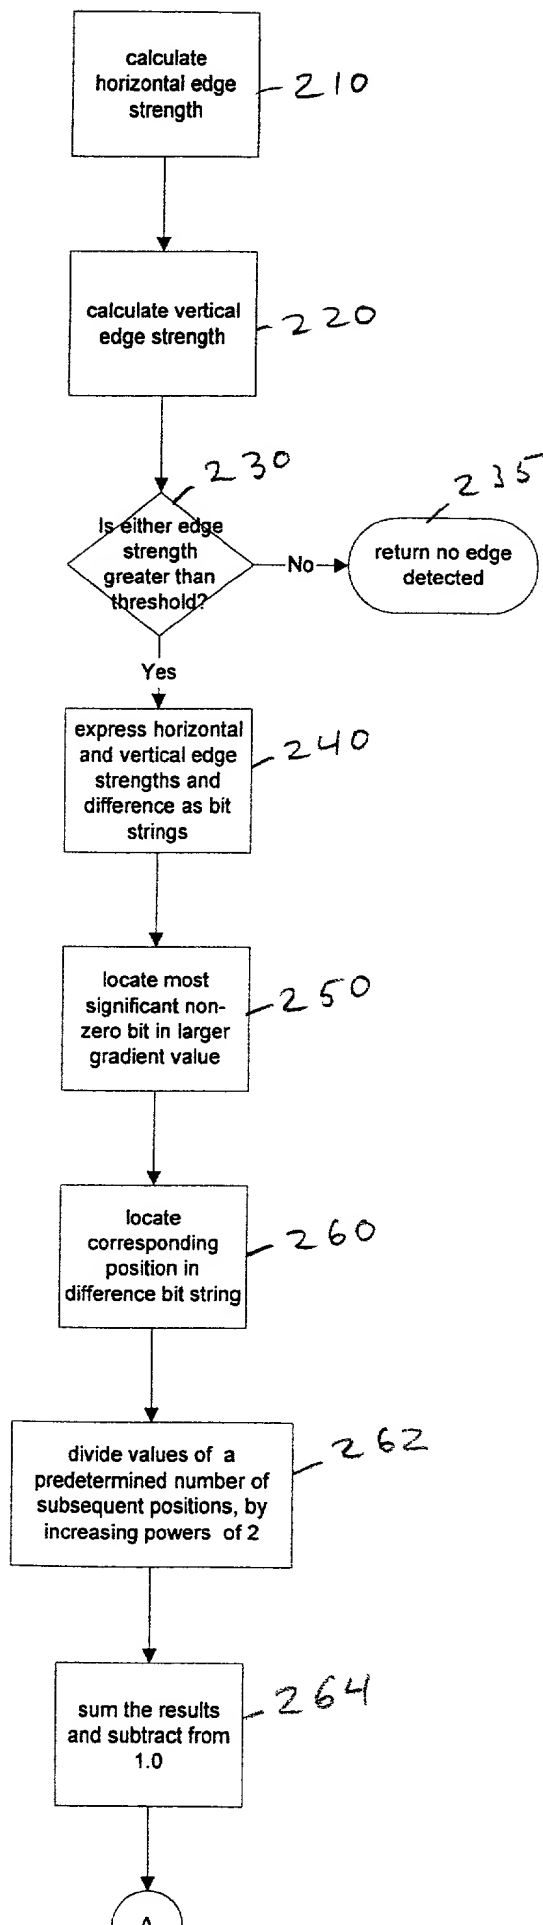 calculate
horizontal edge
strength
210
calculate vertical
edge strength
220
230
Is either edge
strength
greater than
threshold?
No
235
return no edge
detected
Yes
express horizontal
and vertical edge
strengths and
difference as bit
strings
240
locate most
significant non-
zero bit in larger
gradient value
250
locate
corresponding
position in
difference bit string
260
divide values of a
predetermined number of
subsequent positions, by
increasing powers of 2
262
sum the results
and subtract from
1.0
264
A